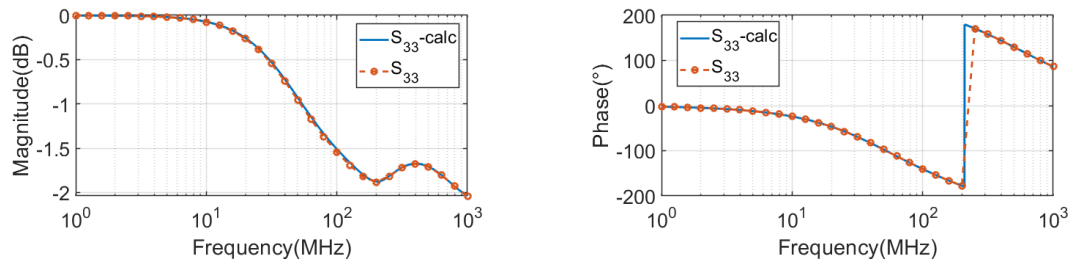 0
-0.5
-1
-1.5
-2
Magnitude(dB)
S33-calc
S33
10^0
10^1
10^2
10^3
Frequency(MHz)
200
100
0
-100
-200
Phase(°)
S33-calc
S33
10^0
10^1
10^2
10^3
Frequency(MHz)